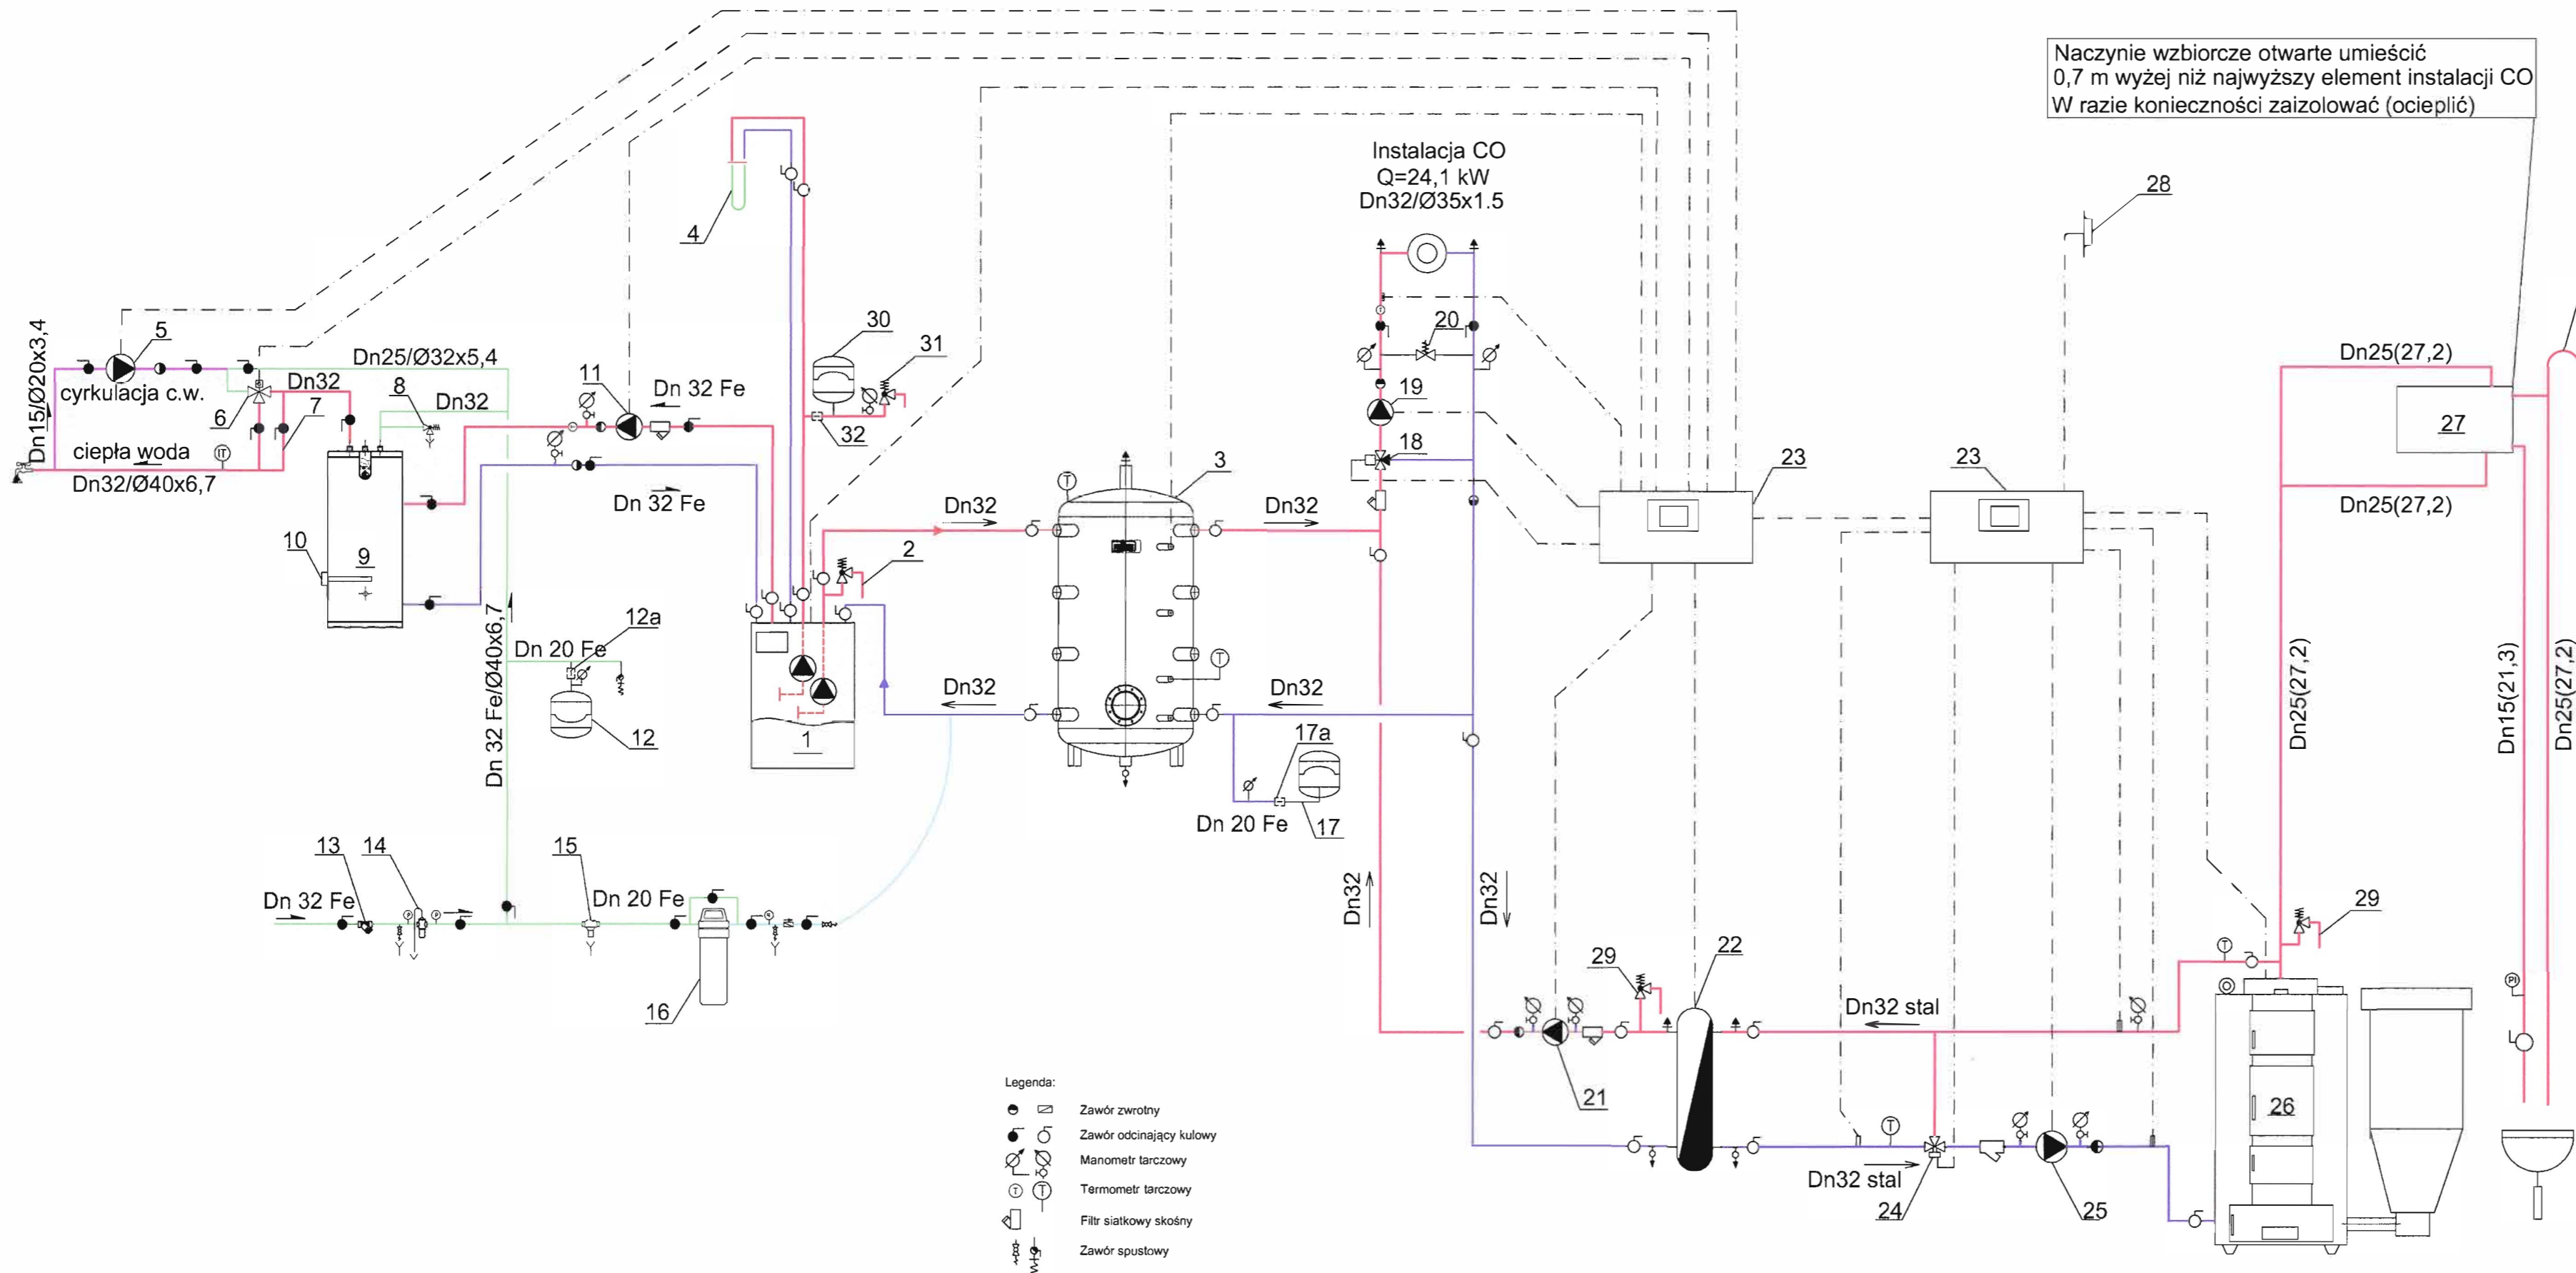 Naczynie wzbiorcze otwarte umieścić
0,7 m wyżej niż najwyższy element instalacji CO
W razie konieczności zaizolować (ocieplić)
Instalacja CO
Q=24,1 kW
Dn32/Ø35x1.5
28
4
20
30
31
32
19
18
5
Dn25/Ø32x5,4
Dn15/Ø20x3,4
cyrkulacja c.w.
Dn32
6
7
8
Dn32
11
Dn 32 Fe
ciepła woda
IT
Dn32/Ø40x6,7
Dn 32 Fe
10
9
2
Dn32
T
3
Dn32
23
23
Dn25(27,2)
27
Dn25(27,2)
Dn25(27,2)
Dn15(21,3)
Dn25(27,2)
12a
Dn 20 Fe
12
Dn 32 Fe/Ø40x6,7
1
Dn32
T
Dn32
17a
Dn 20 Fe
17
13
14
15
Dn 32 Fe
P
P
Dn 20 Fe
16
Dn32
Dn32
29
22
21
Dn32 stal
T
29
PI
T
Dn32 stal
24
25
26
Legenda:
Zawór zwrotny
Zawór odcinający kulowy
Manometr tarczowy
T
T
Termometr tarczowy
Filtr siatkowy skośny
Zawór spustowy